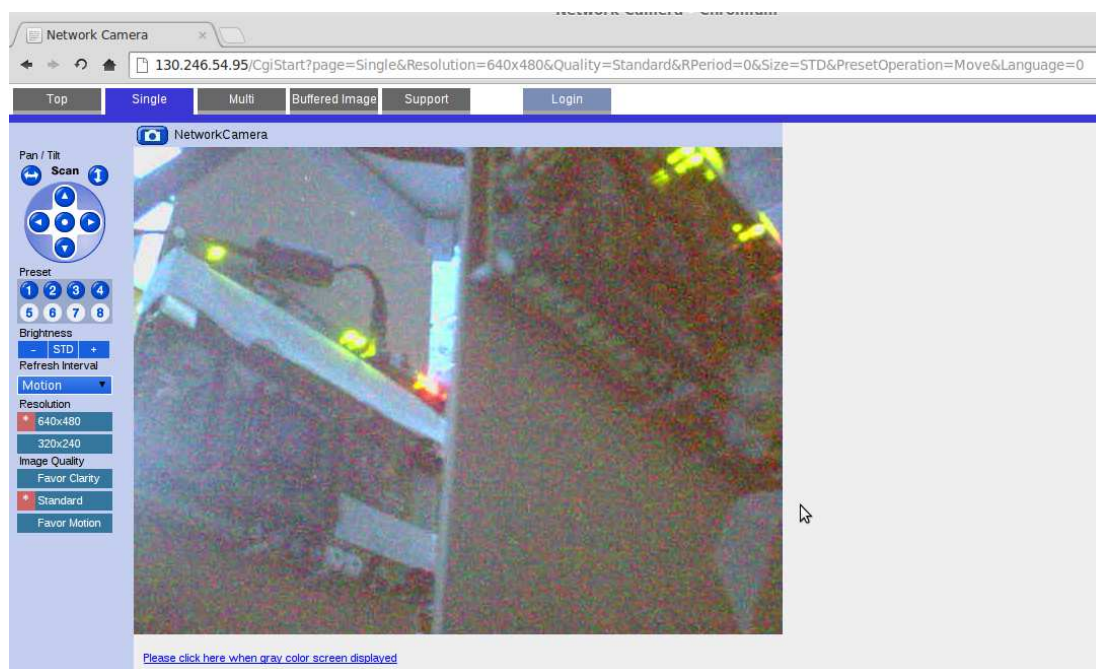 Network Camera - Chromium
Network Camera
130.246.54.95/CgiStart?page=Single&Resolution=640x480&Quality=Standard&RPeriod=0&Size=STD&PresetOperation=Move&Language=0
Top Single Multi Buffered Image Support Login
NetworkCamera
Pan / Tilt
Scan
Preset
1 2 3 4
5 6 7 8
Brightness
- STD +
Refresh Interval
Motion
Resolution
* 640x480
320x240
Image Quality
Favor Clarity
* Standard
Favor Motion
Please click here when gray color screen displayed